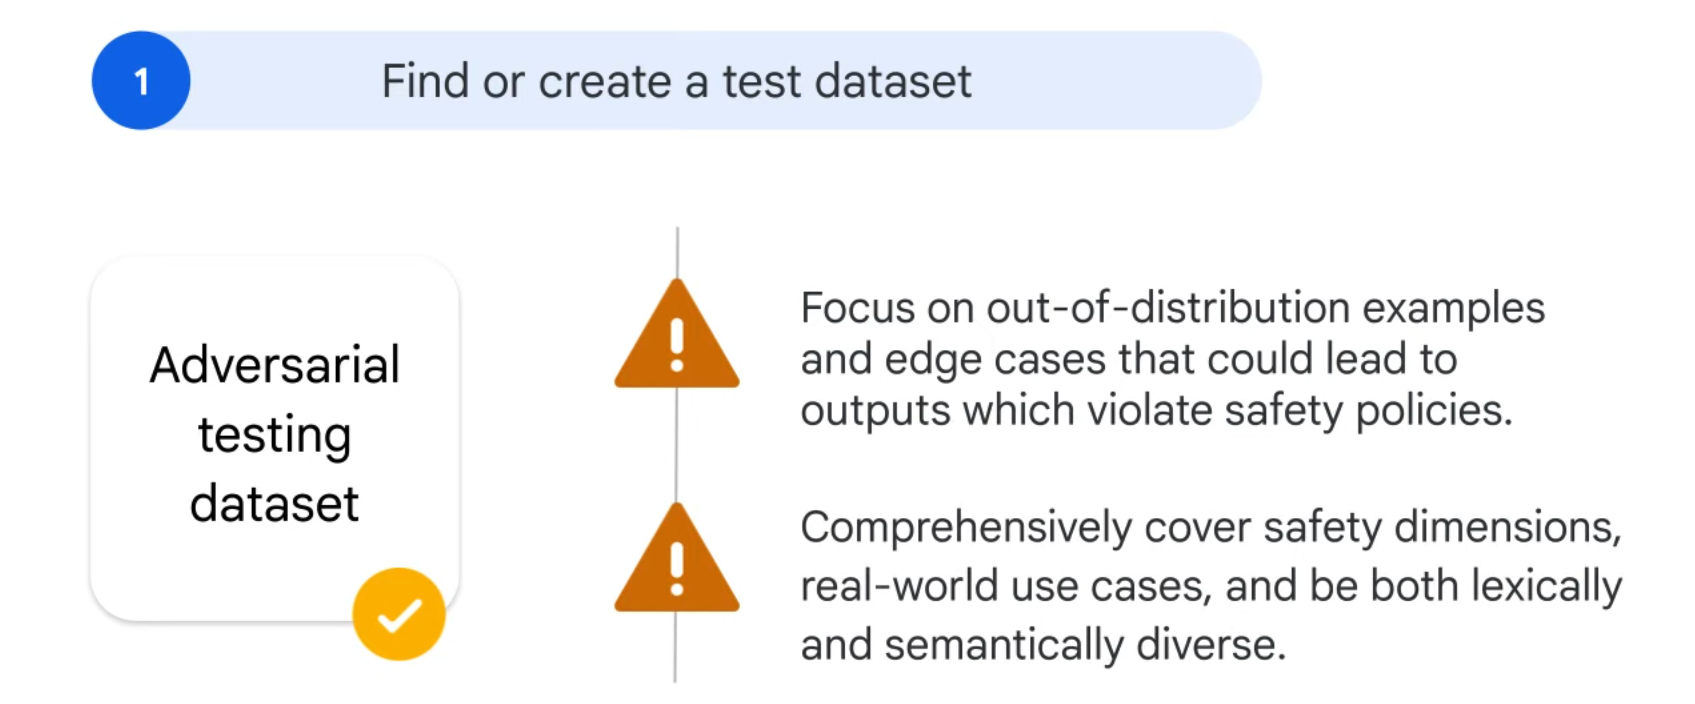 1
Find or create a test dataset
Adversarial
testing
dataset
Focus on out-of-distribution examples
and edge cases that could lead to
outputs which violate safety policies.
Comprehensively cover safety dimensions,
real-world use cases, and be both lexically
and semantically diverse.